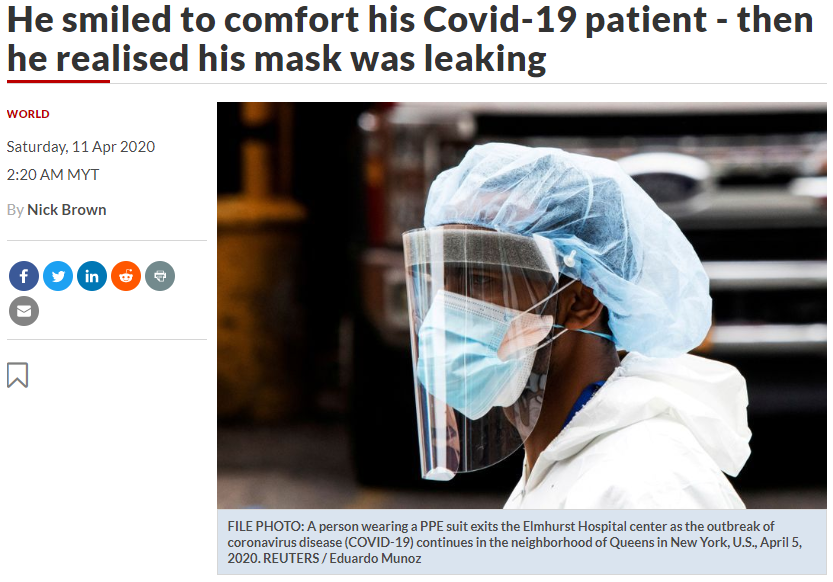 He smiled to comfort his Covid-19 patient - then
he realised his mask was leaking
WORLD
Saturday, 11 Apr 2020
2:20 AM MYT
By Nick Brown
FILE PHOTO: A person wearing a PPE suit exits the Elmhurst Hospital center as the outbreak of
coronavirus disease (COVID-19) continues in the neighborhood of Queens in New York, U.S., April 5,
2020. REUTERS / Eduardo Munoz